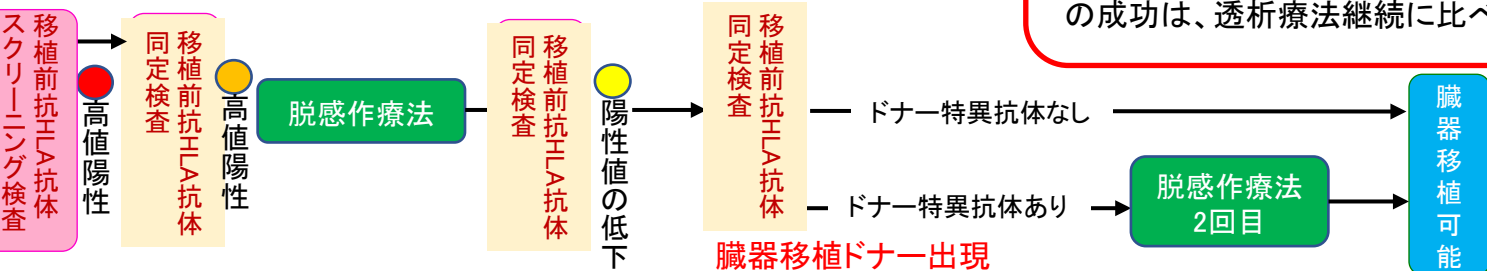 の成功は、透析療法継続に比べ
移植前抗HLA抗体
スクリーニング検査
高値陽性
移植前抗HLA抗体
同定検査
高値陽性
脱感作療法
移植前抗HLA抗体
同定検査
陽性値の低下
移植前抗HLA抗体
同定検査
臓器移植ドナー出現
ドナー特異抗体なし
ドナー特異抗体あり
脱感作療法
2回目
臓器移植可能